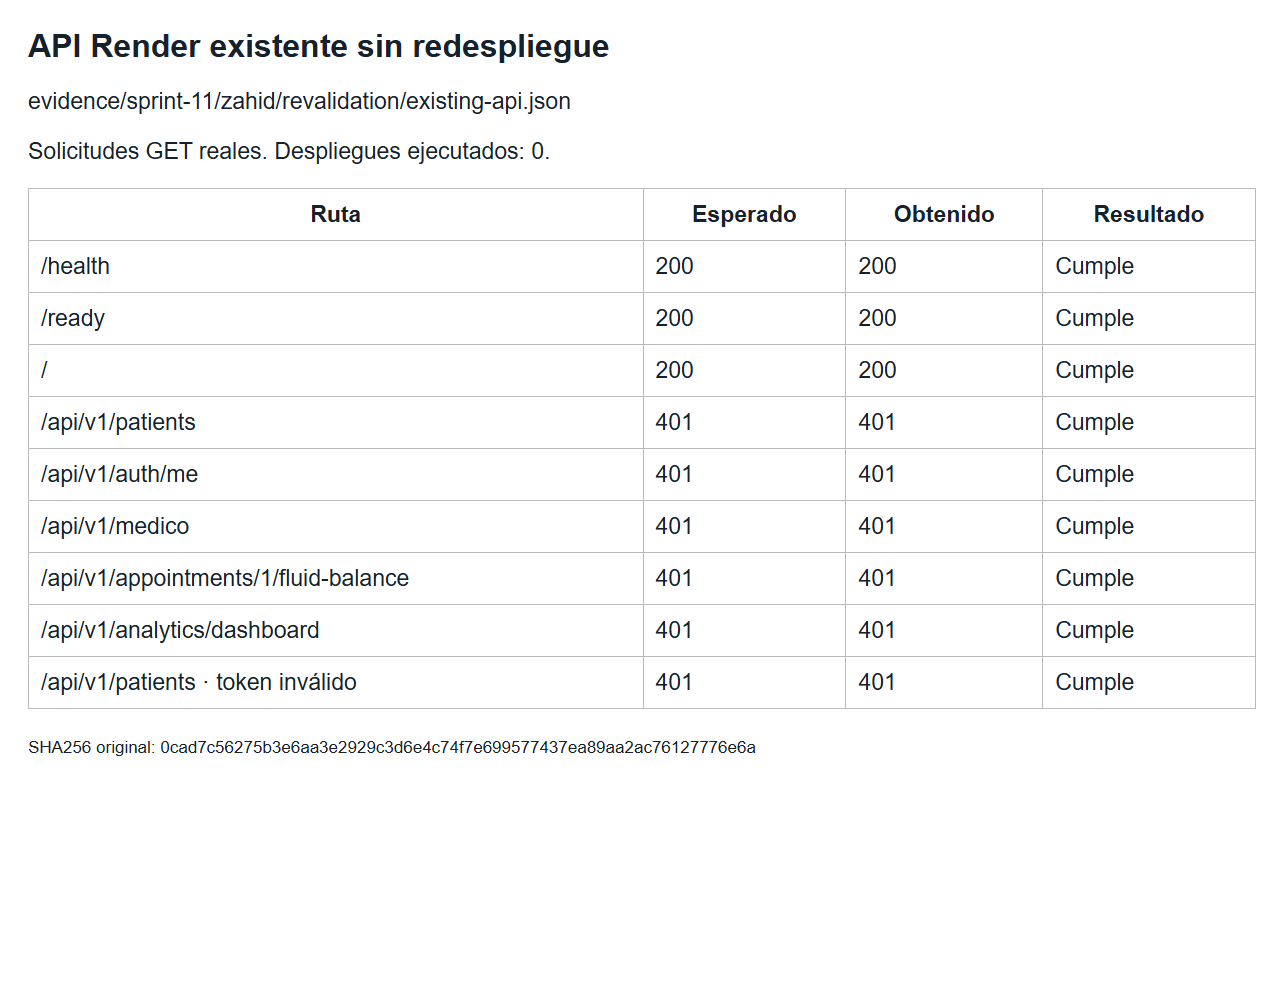 API Render existente sin redespliegue
evidence/sprint-11/zahid/revalidation/existing-api.json
Solicitudes GET reales. Despliegues ejecutados: 0.
Ruta Esperado Obtenido Resultado
/health 200 200 Cumple
/ready 200 200 Cumple
/ 200 200 Cumple
/api/v1/patients 401 401 Cumple
/api/v1/auth/me 401 401 Cumple
/api/v1/medico 401 401 Cumple
/api/v1/appointments/1/fluid-balance 401 401 Cumple
/api/v1/analytics/dashboard 401 401 Cumple
/api/v1/patients · token inválido 401 401 Cumple
SHA256 original: 0cad7c56275b3e6aa3e2929c3d6e4c74f7e699577437ea89aa2ac76127776e6a